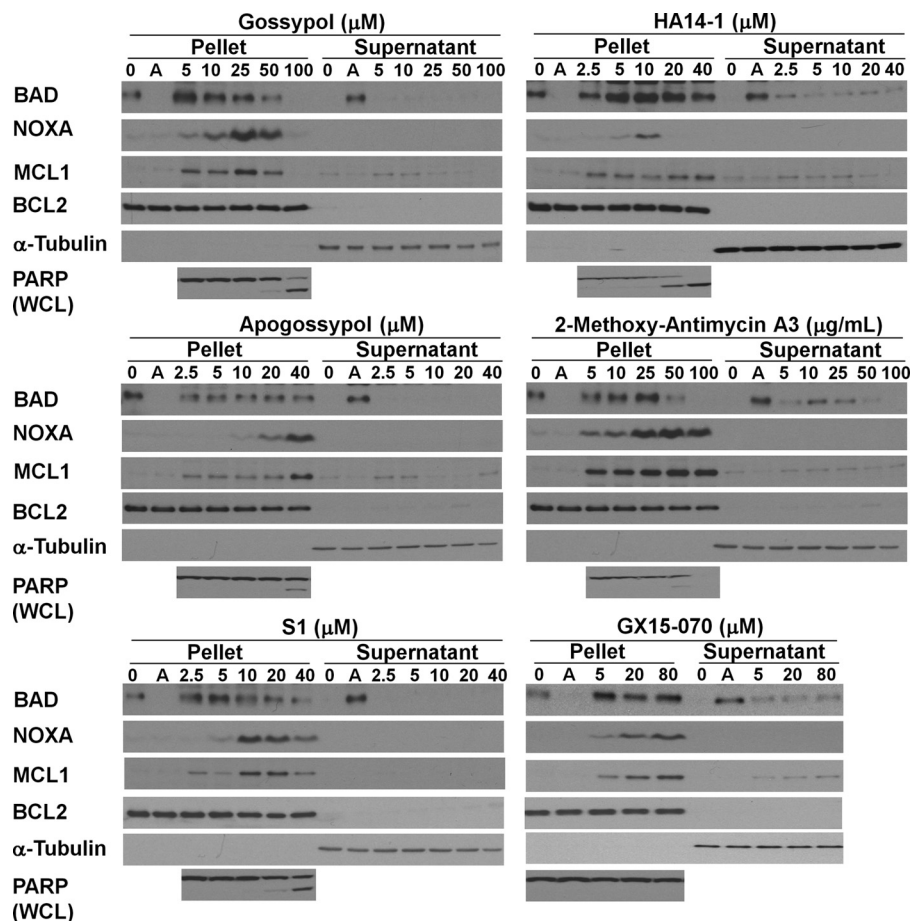 Gossypol (μM) HA14-1 (μM)
Pellet Supernatant Pellet Supernatant
0 A 5 10 25 50 100 0 A 5 10 25 50 100 0 A 2.5 5 10 20 40 0 A 2.5 5 10 20 40
BAD
NOXA
MCL1
BCL2
α-Tubulin
PARP
(WCL)
Apogossypol (μM) 2-Methoxy-Antimycin A3 (μg/mL)
Pellet Supernatant Pellet Supernatant
0 A 2.5 5 10 20 40 0 A 2.5 5 10 20 40 0 A 5 10 25 50 100 0 A 5 10 25 50 100
BAD
NOXA
MCL1
BCL2
α-Tubulin
PARP
(WCL)
S1 (μM) GX15-070 (μM)
Pellet Supernatant Pellet Supernatant
0 A 2.5 5 10 20 40 0 A 2.5 5 10 20 40 0 A 5 20 80 0 A 5 20 80
BAD
NOXA
MCL1
BCL2
α-Tubulin
PARP
(WCL)